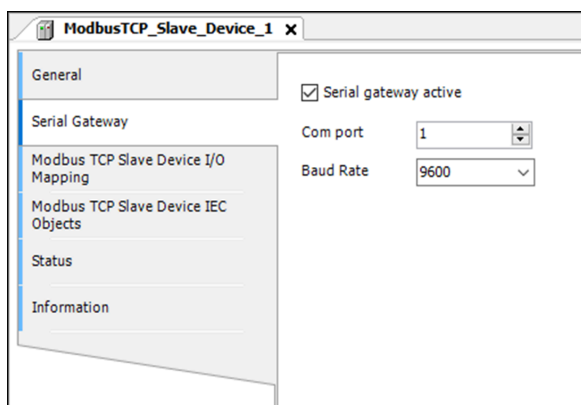 ModbusTCP_Slave_Device_1
General
Serial Gateway
Modbus TCP Slave Device I/O
Mapping
Modbus TCP Slave Device IEC
Objects
Status
Information
Serial gateway active
Com port 1
Baud Rate 9600